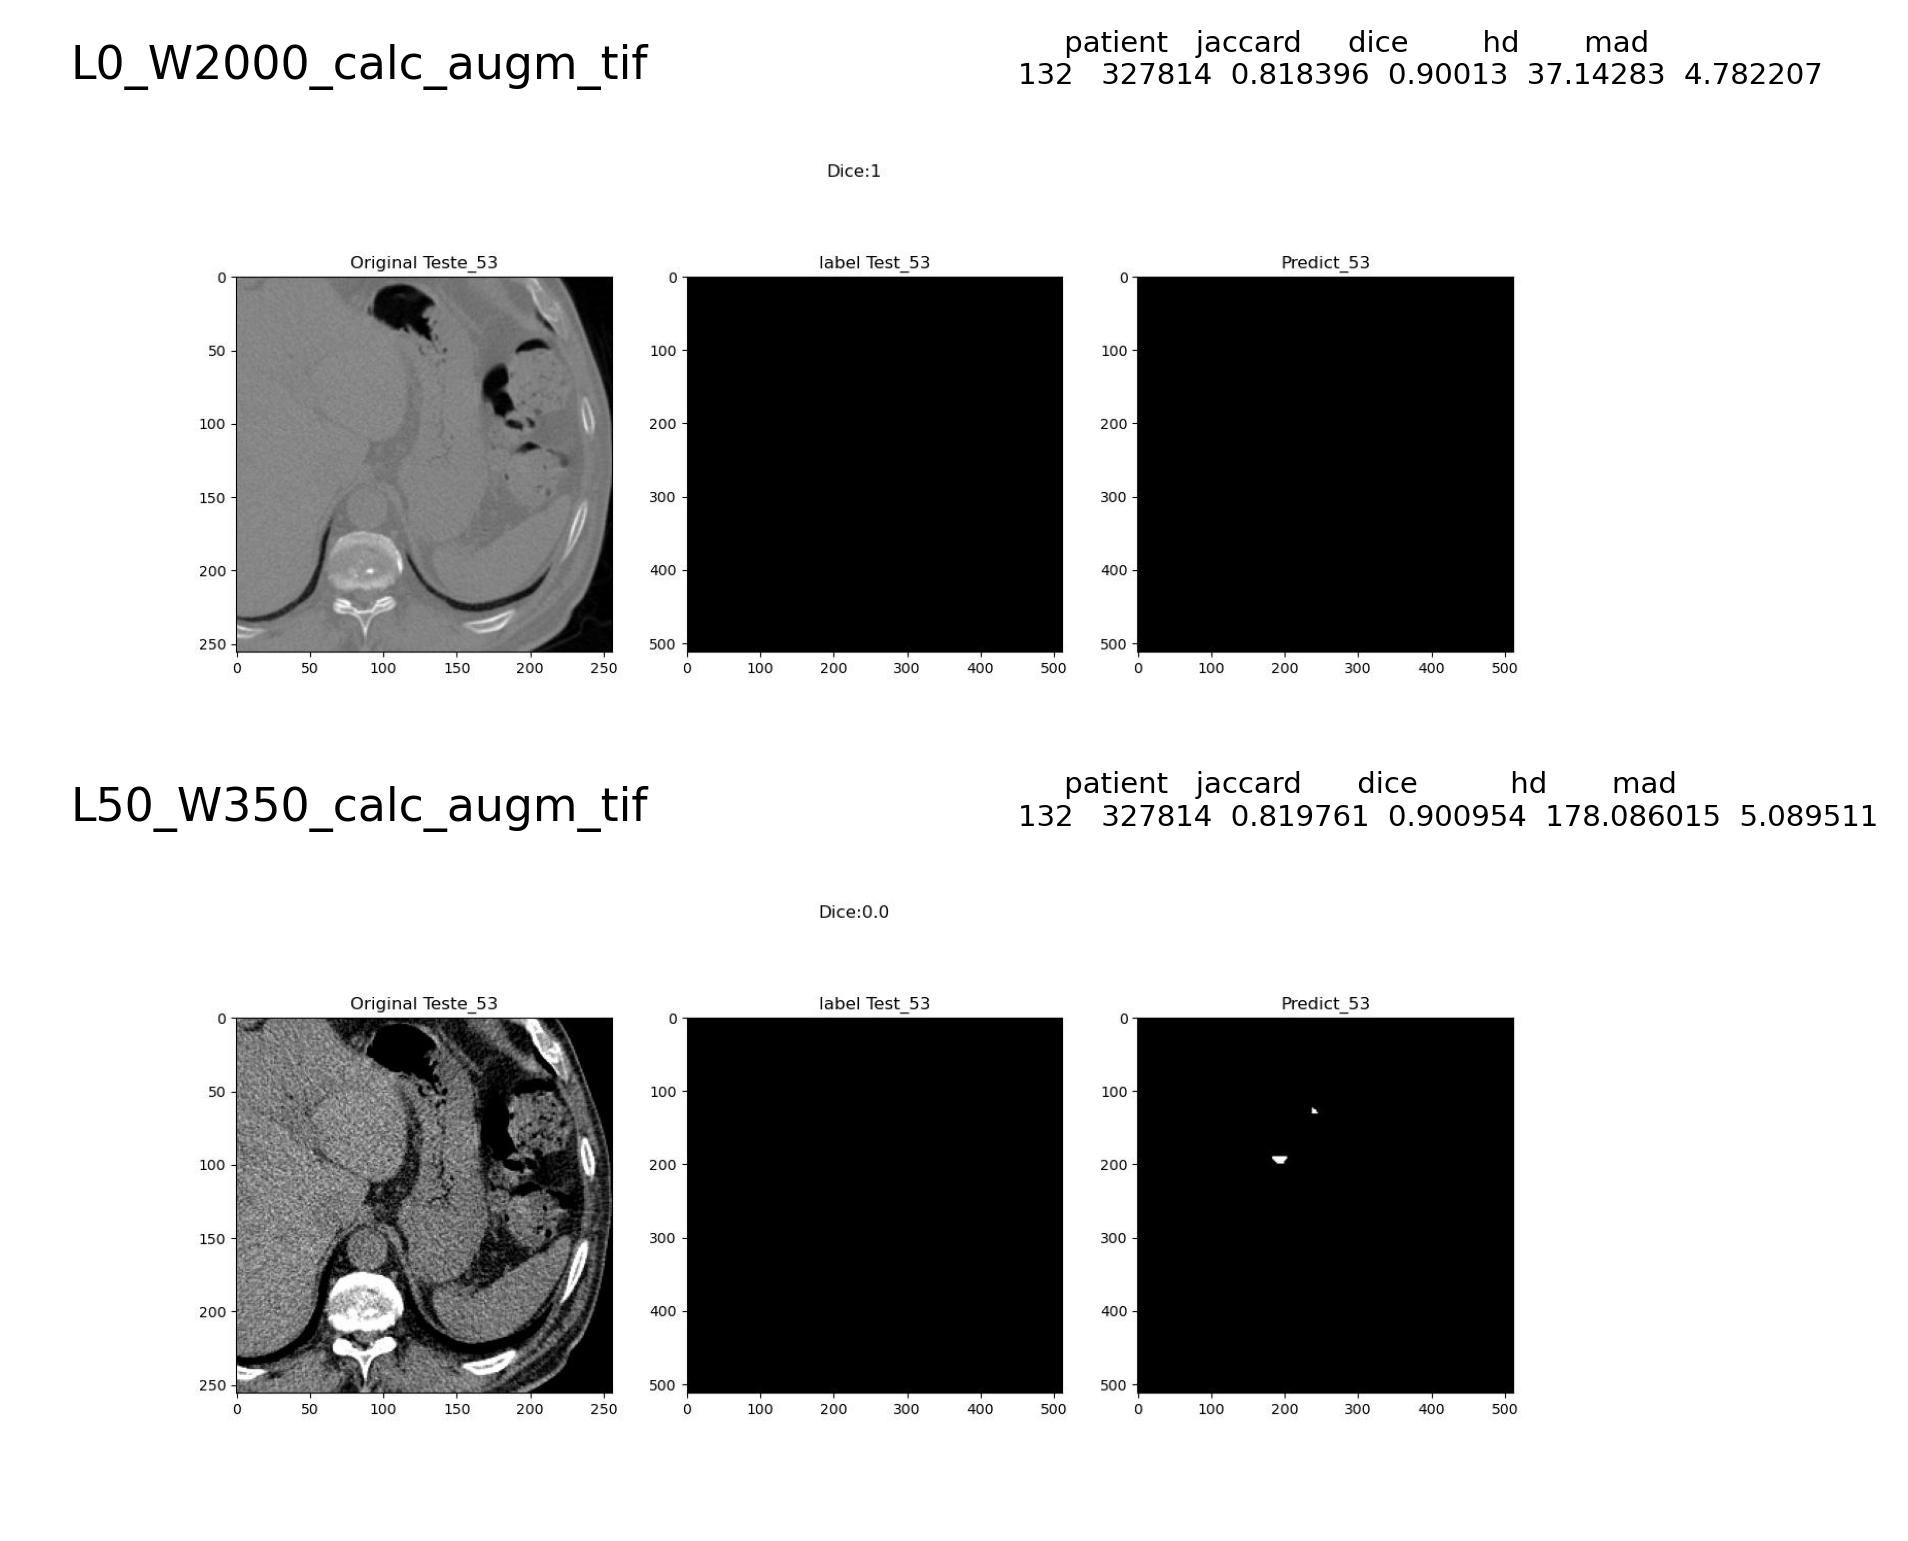 L0_W2000_calc_augm_tif
patient jaccard dice hd mad
132 327814 0.818396 0.90013 37.14283 4.782207
Dice:1
Original Teste_53
label Test_53
Predict_53
0
50
100
150
200
250
0 50 100 150 200 250
0
100
200
300
400
500
0 100 200 300 400 500
0
100
200
300
400
500
0 100 200 300 400 500
L50_W350_calc_augm_tif
patient jaccard dice hd mad
132 327814 0.819761 0.900954 178.086015 5.089511
Dice:0.0
Original Teste_53
label Test_53
Predict_53
0
50
100
150
200
250
0 50 100 150 200 250
0
100
200
300
400
500
0 100 200 300 400 500
0
100
200
300
400
500
0 100 200 300 400 500